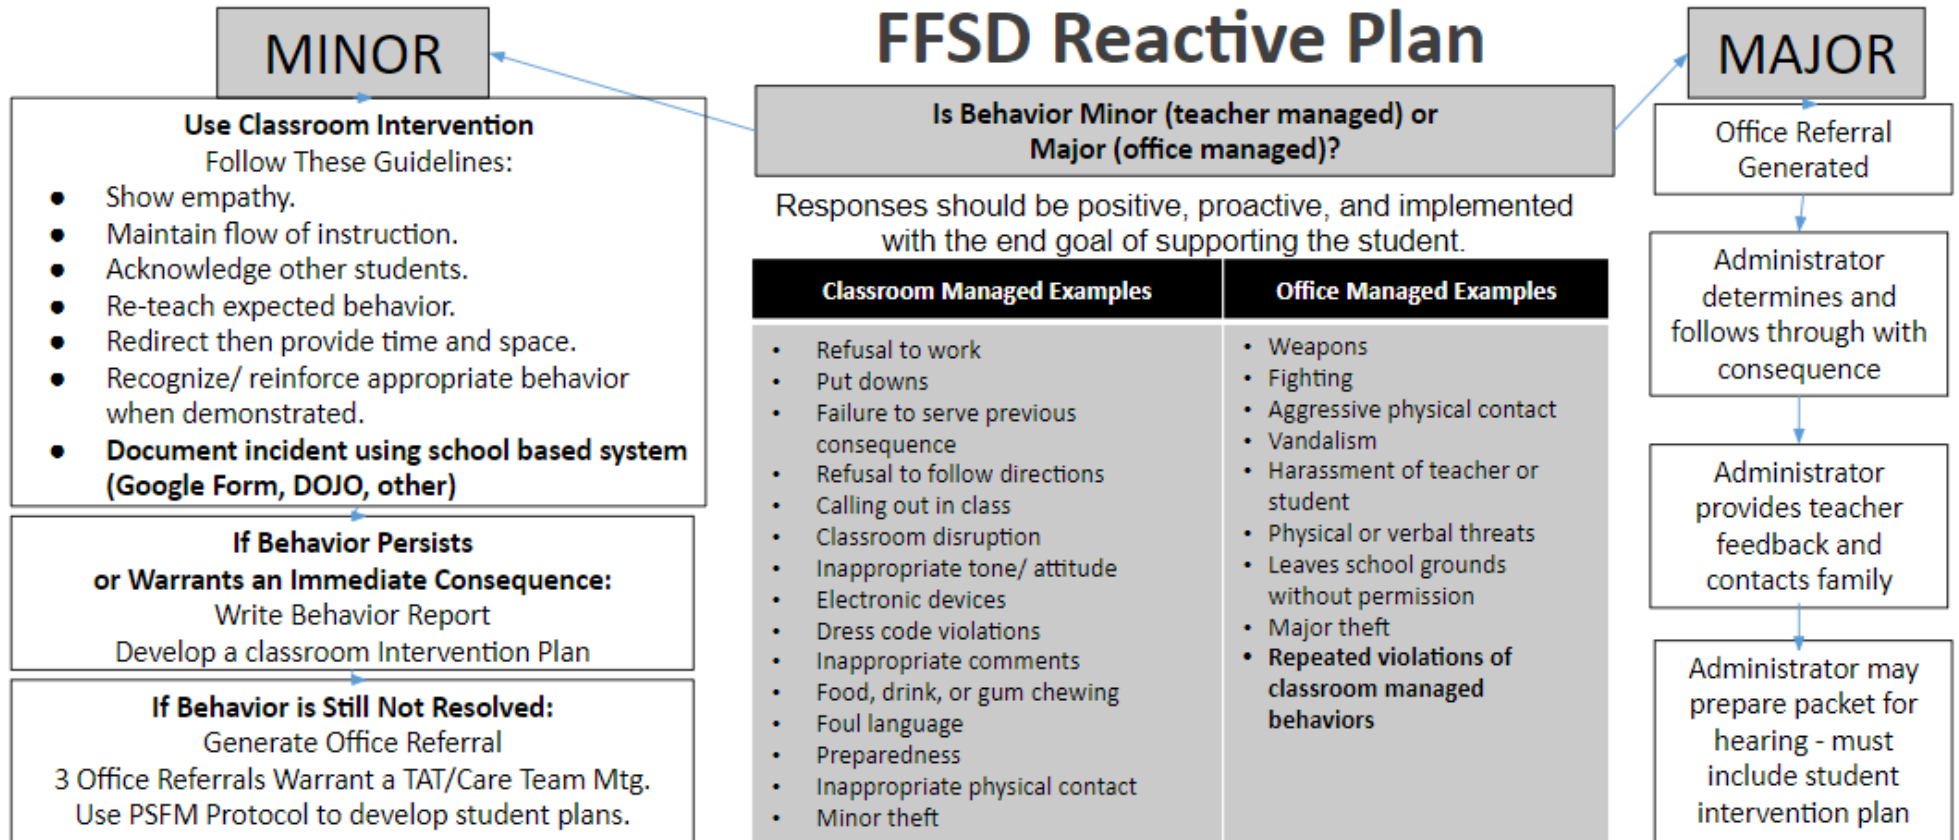 FFSD Reactive Plan
Is Behavior Minor (teacher managed) or
Major (office managed)?
Responses should be positive, proactive, and implemented
with the end goal of supporting the student.
MINOR
Use Classroom Intervention
Follow These Guidelines:
● Show empathy.
● Maintain flow of instruction.
● Acknowledge other students.
● Re-teach expected behavior.
● Redirect then provide time and space.
● Recognize/ reinforce appropriate behavior
when demonstrated.
● Document incident using school based system
(Google Form, DOJO, other)
If Behavior Persists
or Warrants an Immediate Consequence:
Write Behavior Report
Develop a classroom Intervention Plan
If Behavior is Still Not Resolved:
Generate Office Referral
3 Office Referrals Warrant a TAT/Care Team Mtg.
Use PSFM Protocol to develop student plans.
Classroom Managed Examples
• Refusal to work
• Put downs
• Failure to serve previous
consequence
• Refusal to follow directions
• Calling out in class
• Classroom disruption
• Inappropriate tone/ attitude
• Electronic devices
• Dress code violations
• Inappropriate comments
• Food, drink, or gum chewing
• Foul language
• Preparedness
• Inappropriate physical contact
• Minor theft
Office Managed Examples
• Weapons
• Fighting
• Aggressive physical contact
• Vandalism
• Harassment of teacher or
student
• Physical or verbal threats
• Leaves school grounds
without permission
• Major theft
• Repeated violations of
classroom managed
behaviors
MAJOR
Office Referral
Generated
Administrator
determines and
follows through with
consequence
Administrator
provides teacher
feedback and
contacts family
Administrator may
prepare packet for
hearing - must
include student
intervention plan